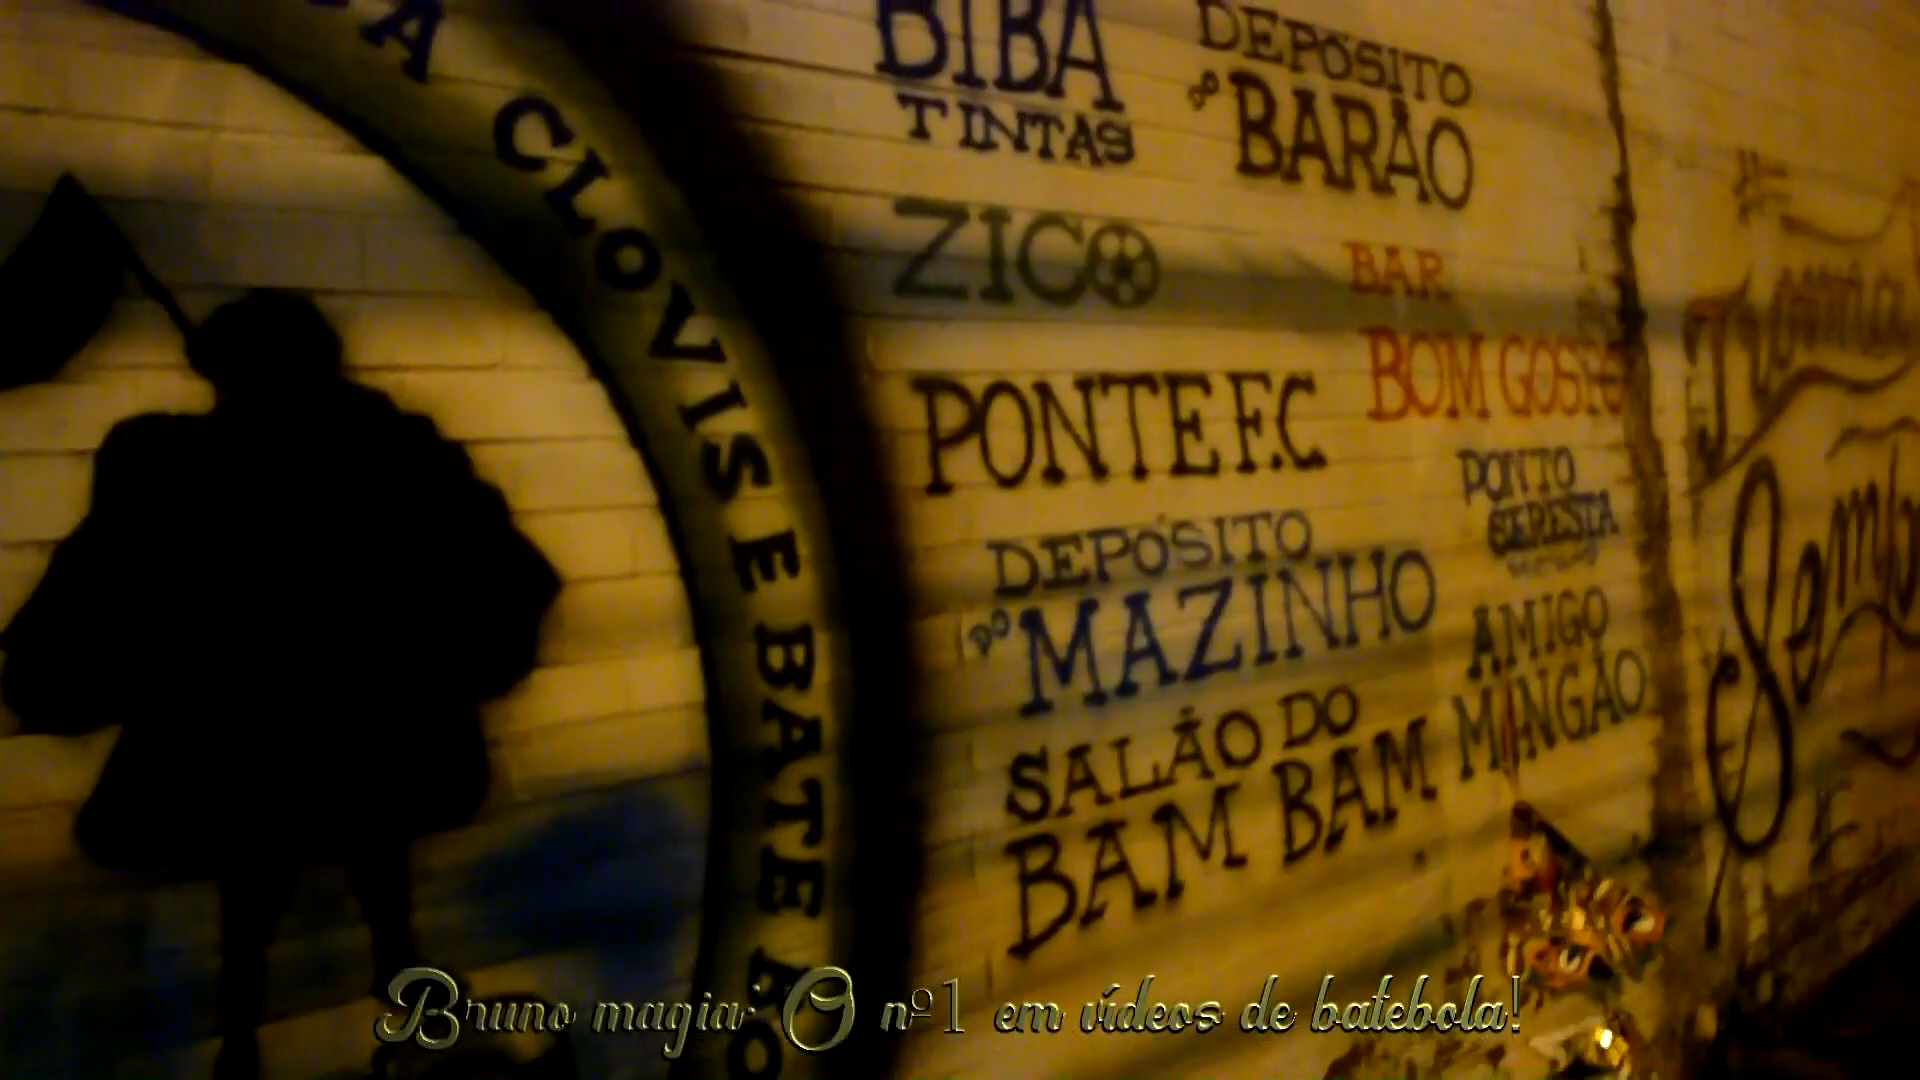 CLOVIS E BATE
BIBA
TINTAS
DEPÓSITO
DO BARÃO
ZICO
BAR
BOM GOSTO
PONTE F.C
PONTO
SERESTA
DEPÓSITO
DO MAZINHO
AMIGO
MANGÃO
SALÃO DO
BAM BAM
Bruno magia: O nº1 em vídeos de batebola!